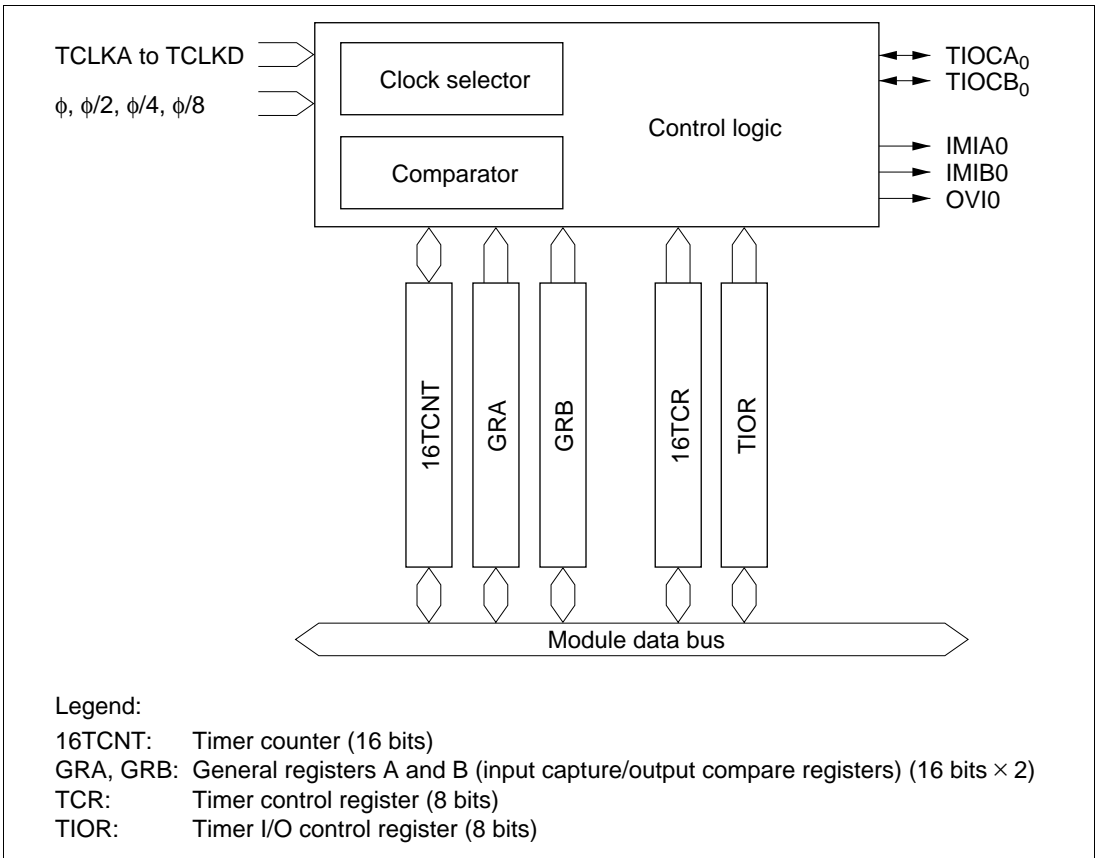 TCLKA to TCLKD
ϕ, ϕ/2, ϕ/4, ϕ/8
Clock selector
Comparator
Control logic
TIOCA₀
TIOCB₀
IMIA0
IMIB0
OVI0
16TCNT
GRA
GRB
16TCR
TIOR
Module data bus
Legend:
16TCNT: Timer counter (16 bits)
GRA, GRB: General registers A and B (input capture/output compare registers) (16 bits × 2)
TCR: Timer control register (8 bits)
TIOR: Timer I/O control register (8 bits)